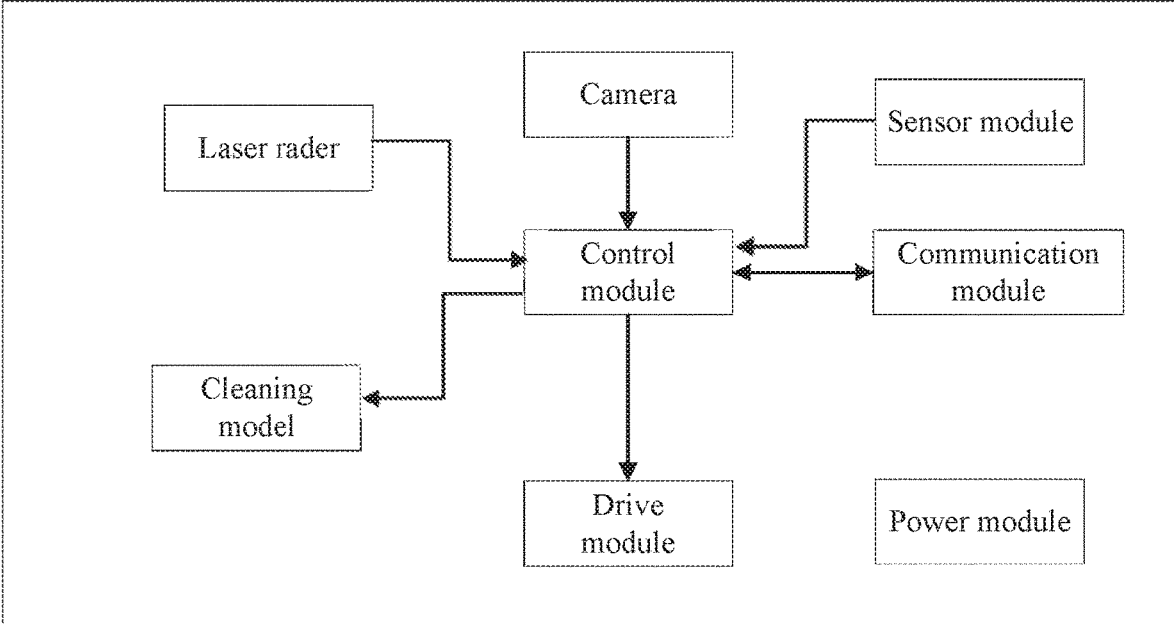 Camera
Sensor module
Laser rader
Control
module
Communication
module
Cleaning
model
Drive
module
Power module